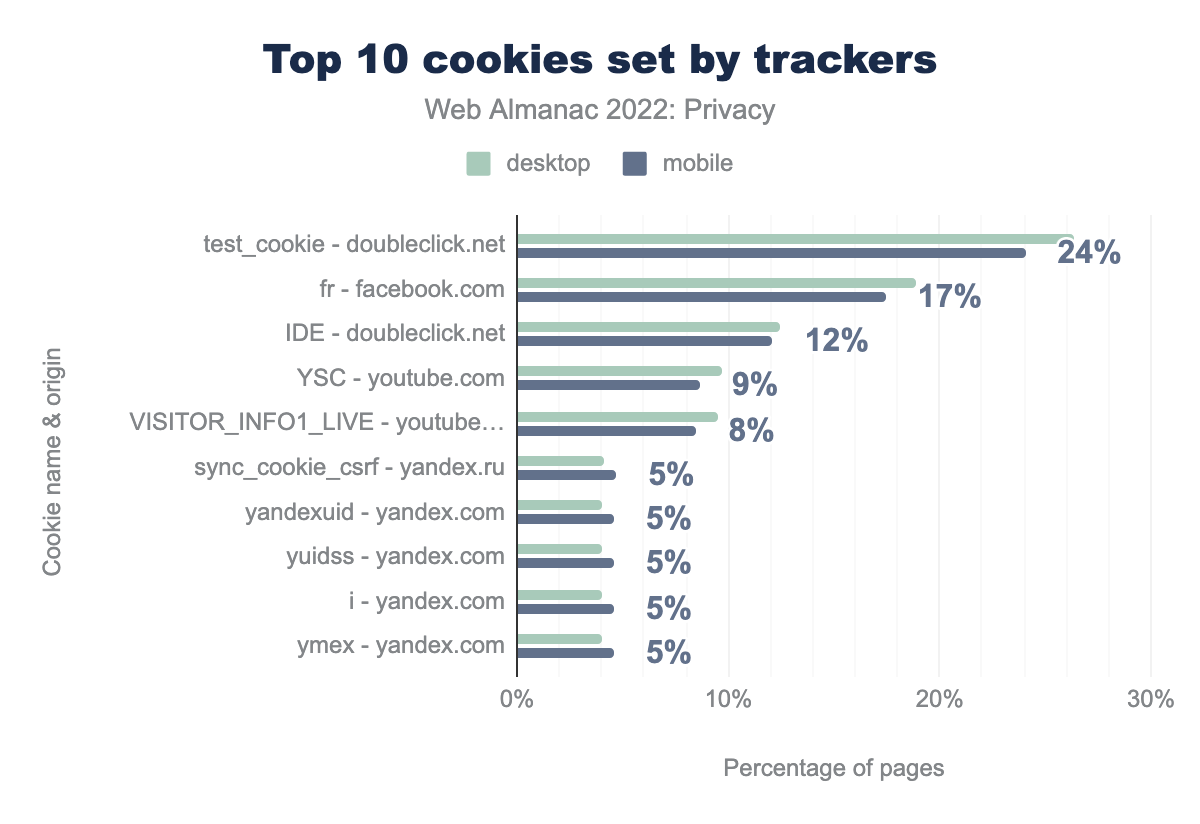 Top 10 cookies set by trackers
Web Almanac 2022: Privacy
desktop mobile
Cookie name & origin
test_cookie - doubleclick.net 24%
fr - facebook.com 17%
IDE - doubleclick.net 12%
YSC - youtube.com 9%
VISITOR_INFO1_LIVE - youtube… 8%
sync_cookie_csrf - yandex.ru 5%
yandexuid - yandex.com 5%
yuidss - yandex.com 5%
i - yandex.com 5%
ymex - yandex.com 5%
0% 10% 20% 30%
Percentage of pages